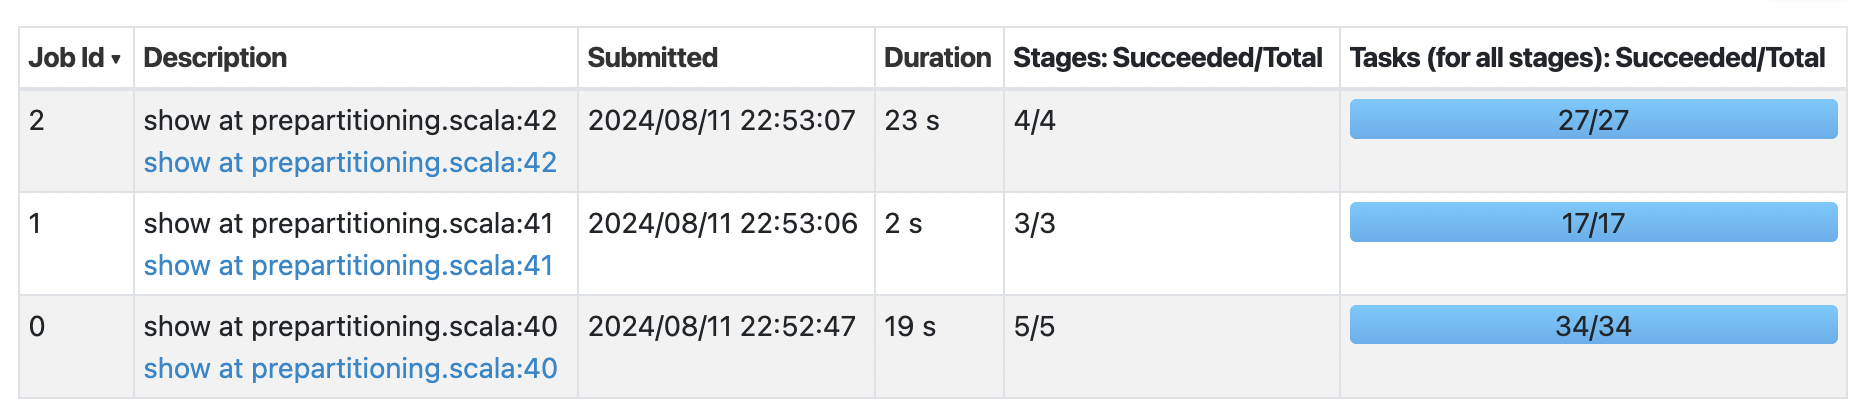 Job Id ▾ Description Submitted Duration Stages: Succeeded/Total Tasks (for all stages): Succeeded/Total
2 show at prepartitioning.scala:42 2024/08/11 22:53:07 23 s 4/4 27/27
show at prepartitioning.scala:42
1 show at prepartitioning.scala:41 2024/08/11 22:53:06 2 s 3/3 17/17
show at prepartitioning.scala:41
0 show at prepartitioning.scala:40 2024/08/11 22:52:47 19 s 5/5 34/34
show at prepartitioning.scala:40